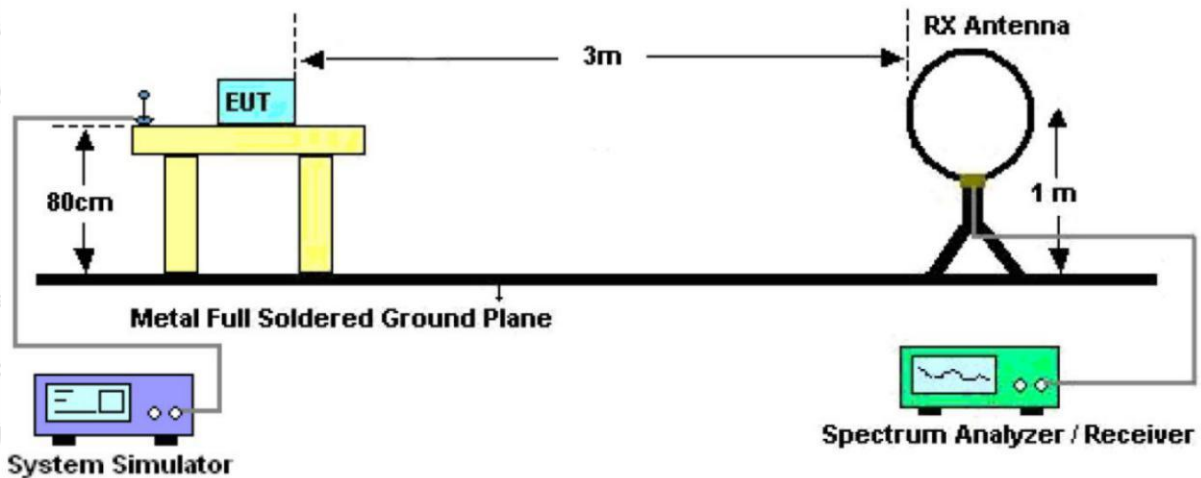 RX Antenna
3m
EUT
80cm
1 m
Metal Full Soldered Ground Plane
System Simulator
Spectrum Analyzer / Receiver